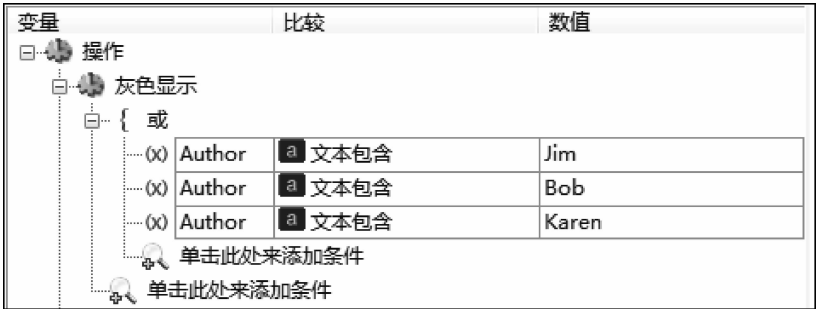 变量 比较 数值
操作
灰色显示
{ 或
(x) Author a 文本包含 Jim
(x) Author a 文本包含 Bob
(x) Author a 文本包含 Karen
单击此处来添加条件
单击此处来添加条件